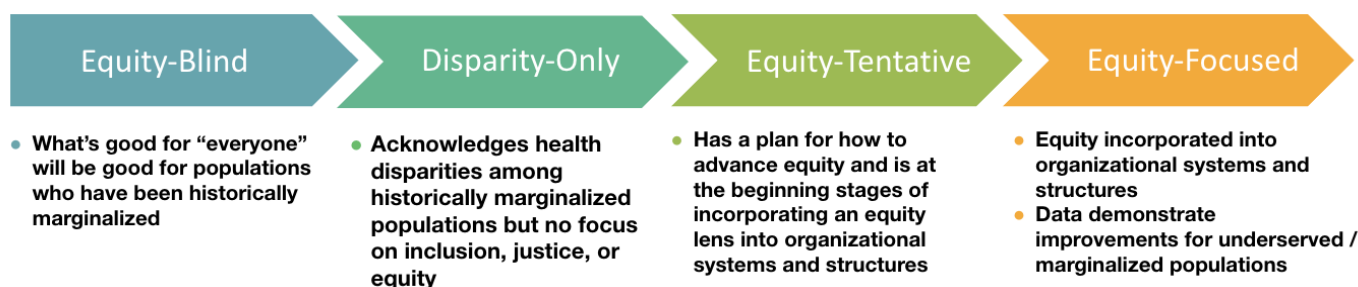 Equity-Blind
Disparity-Only
Equity-Tentative
Equity-Focused
• What’s good for “everyone”
will be good for populations
who have been historically
marginalized
• Acknowledges health
disparities among
historically marginalized
populations but no focus
on inclusion, justice, or
equity
• Has a plan for how to
advance equity and is at
the beginning stages of
incorporating an equity
lens into organizational
systems and structures
• Equity incorporated into
organizational systems and
structures
• Data demonstrate
improvements for underserved /
marginalized populations